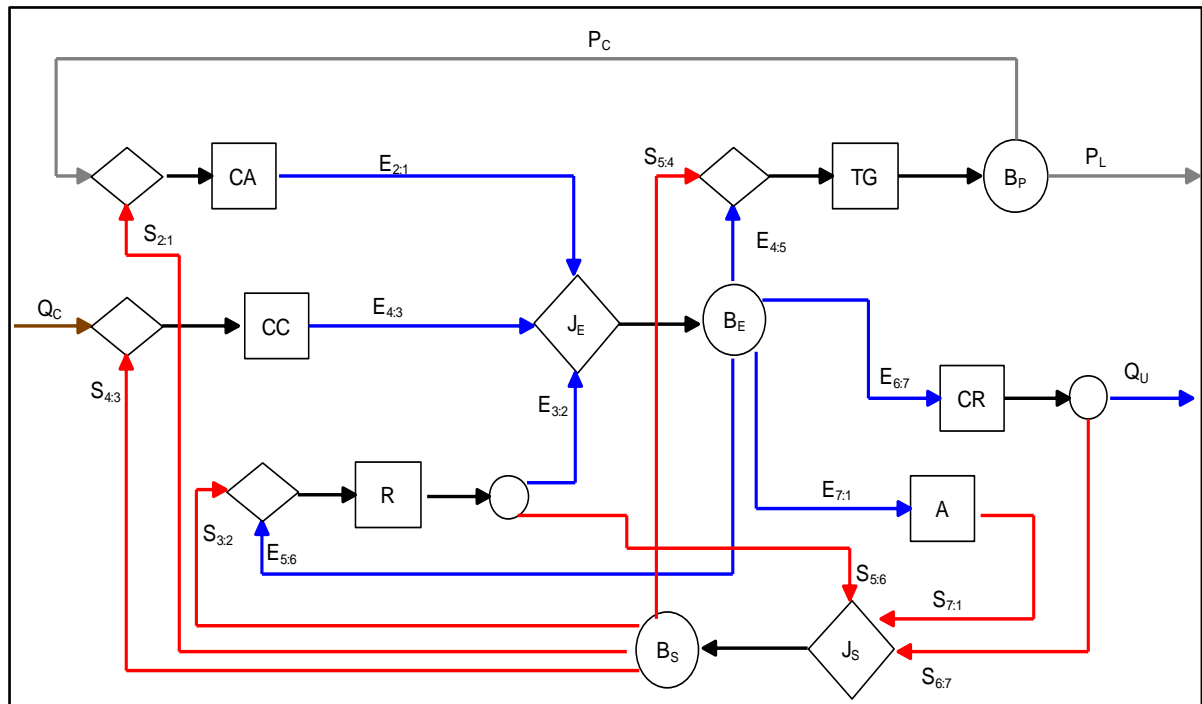 P_C
CA
E_2:1
S_5:4
TG
B_P
P_L
S_2:1
E_4:5
Q_C
CC
E_4:3
J_E
B_E
S_4:3
E_3:2
E_6:7
CR
Q_U
R
E_7:1
A
S_3:2
E_5:6
S_5:6
S_7:1
B_S
J_S
S_6:7